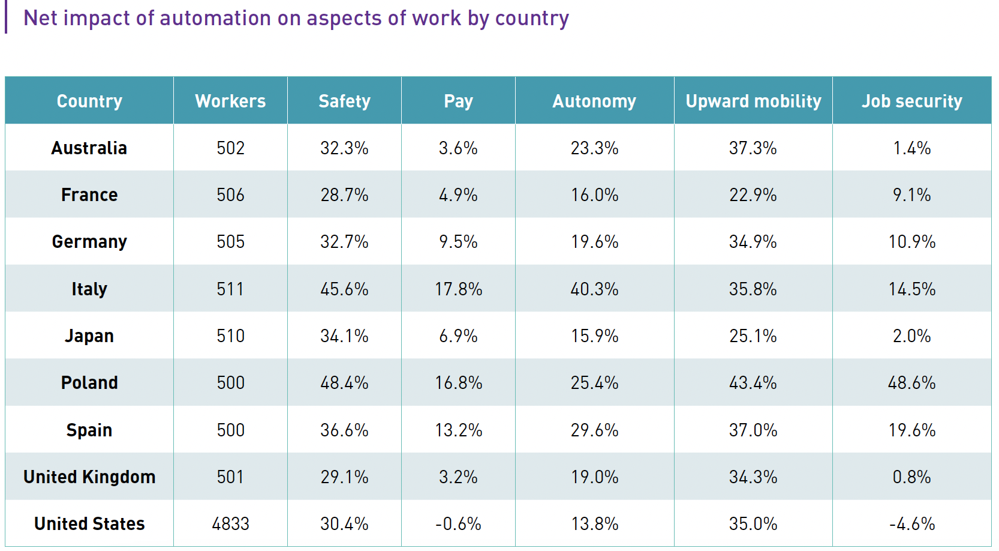 Net impact of automation on aspects of work by country
Country Workers Safety Pay Autonomy Upward mobility Job security
Australia 502 32.3% 3.6% 23.3% 37.3% 1.4%
France 506 28.7% 4.9% 16.0% 22.9% 9.1%
Germany 505 32.7% 9.5% 19.6% 34.9% 10.9%
Italy 511 45.6% 17.8% 40.3% 35.8% 14.5%
Japan 510 34.1% 6.9% 15.9% 25.1% 2.0%
Poland 500 48.4% 16.8% 25.4% 43.4% 48.6%
Spain 500 36.6% 13.2% 29.6% 37.0% 19.6%
United Kingdom 501 29.1% 3.2% 19.0% 34.3% 0.8%
United States 4833 30.4% -0.6% 13.8% 35.0% -4.6%